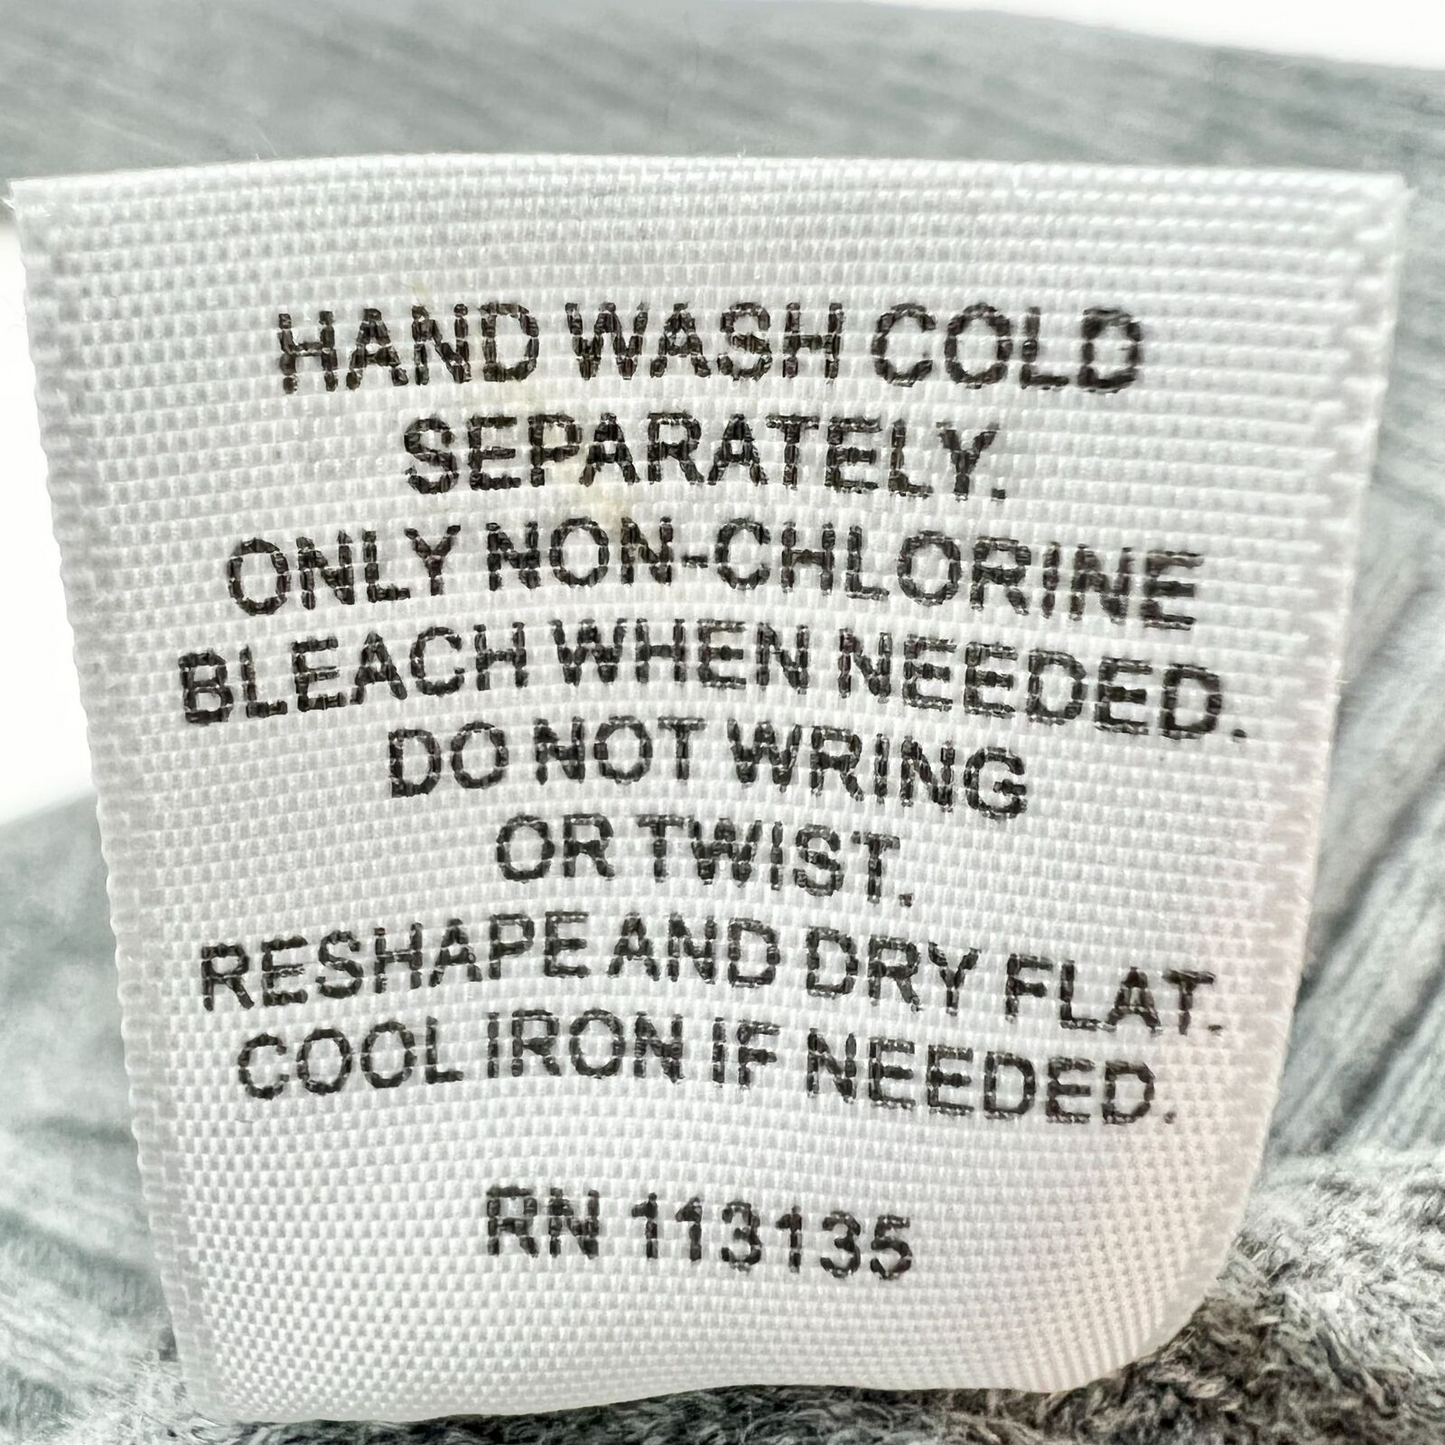 HAND WASH COLD
SEPARATELY.
ONLY NON-CHLORINE
BLEACH WHEN NEEDED.
DO NOT WRING
OR TWIST.
RESHAPE AND DRY FLAT.
COOL IRON IF NEEDED.
RN 113135